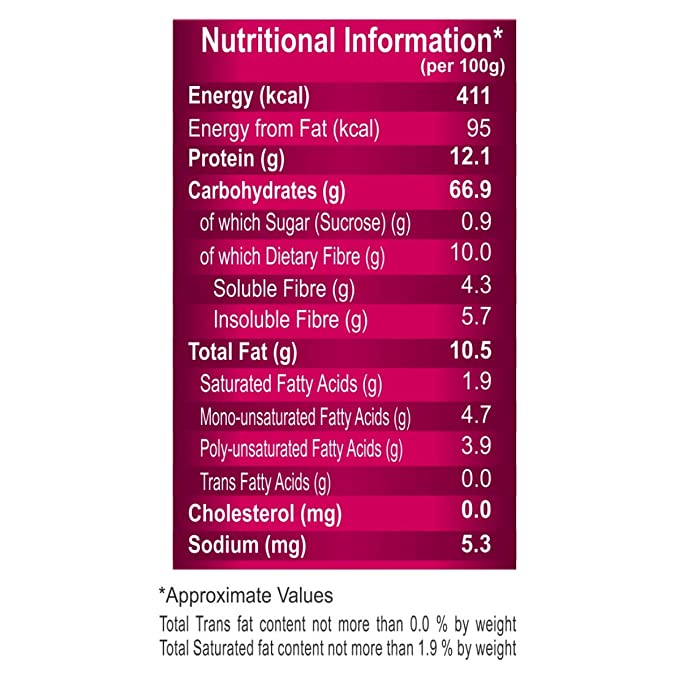 Nutritional Information*
(per 100g)
Energy (kcal) 411
Energy from Fat (kcal) 95
Protein (g) 12.1
Carbohydrates (g) 66.9
of which Sugar (Sucrose) (g) 0.9
of which Dietary Fibre (g) 10.0
Soluble Fibre (g) 4.3
Insoluble Fibre (g) 5.7
Total Fat (g) 10.5
Saturated Fatty Acids (g) 1.9
Mono-unsaturated Fatty Acids (g) 4.7
Poly-unsaturated Fatty Acids (g) 3.9
Trans Fatty Acids (g) 0.0
Cholesterol (mg) 0.0
Sodium (mg) 5.3
*Approximate Values
Total Trans fat content not more than 0.0 % by weight
Total Saturated fat content not more than 1.9 % by weight